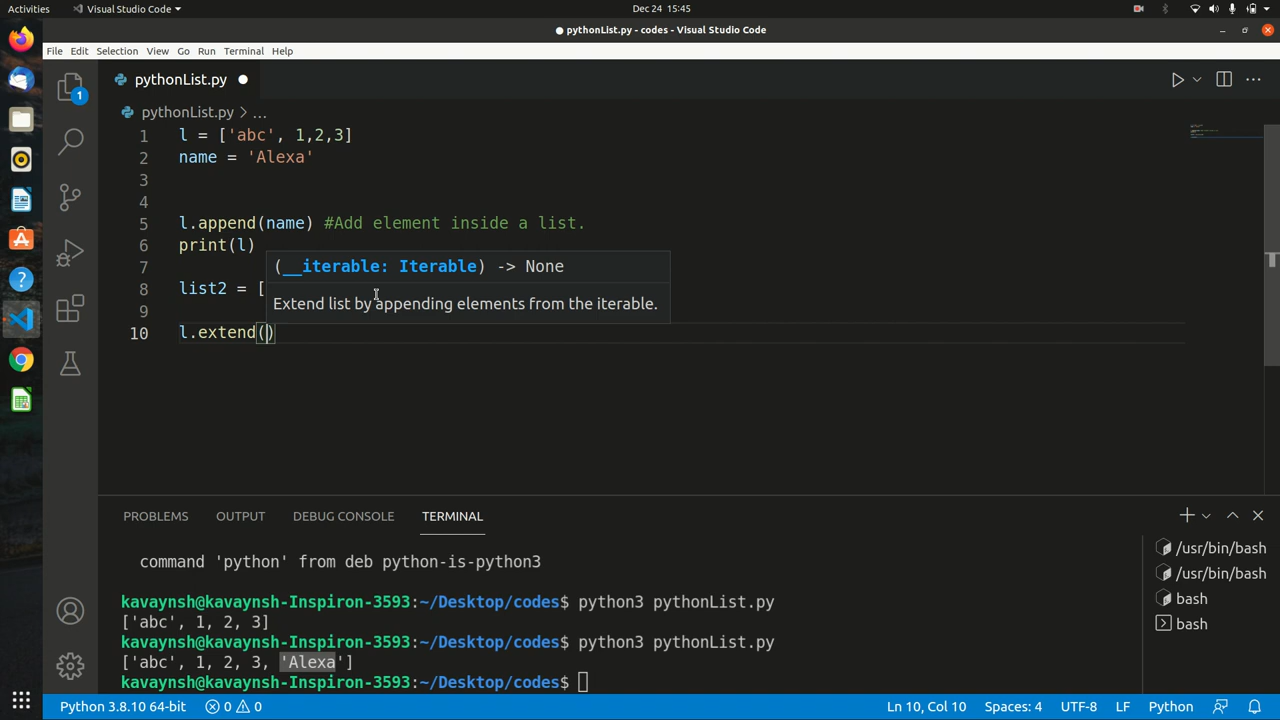 Activities Visual Studio Code Dec 24 15:45
pythonList.py - codes - Visual Studio Code
File Edit Selection View Go Run Terminal Help
1 pythonList.py
pythonList.py > ...
1 l = ['abc', 1,2,3]
2 name = 'Alexa'
3
4
5 l.append(name) #Add element inside a list.
6 print(l)
7 (__iterable: Iterable) -> None
8 list2 = [
Extend list by appending elements from the iterable.
9
10 l.extend()
PROBLEMS OUTPUT DEBUG CONSOLE TERMINAL
command 'python' from deb python-is-python3
kavaynsh@kavaynsh-Inspiron-3593:~/Desktop/codes$ python3 pythonList.py
['abc', 1, 2, 3]
kavaynsh@kavaynsh-Inspiron-3593:~/Desktop/codes$ python3 pythonList.py
['abc', 1, 2, 3, 'Alexa']
kavaynsh@kavaynsh-Inspiron-3593:~/Desktop/codes$
/usr/bin/bash
/usr/bin/bash
bash
bash
Python 3.8.10 64-bit 0 0 Ln 10, Col 10 Spaces: 4 UTF-8 LF Python